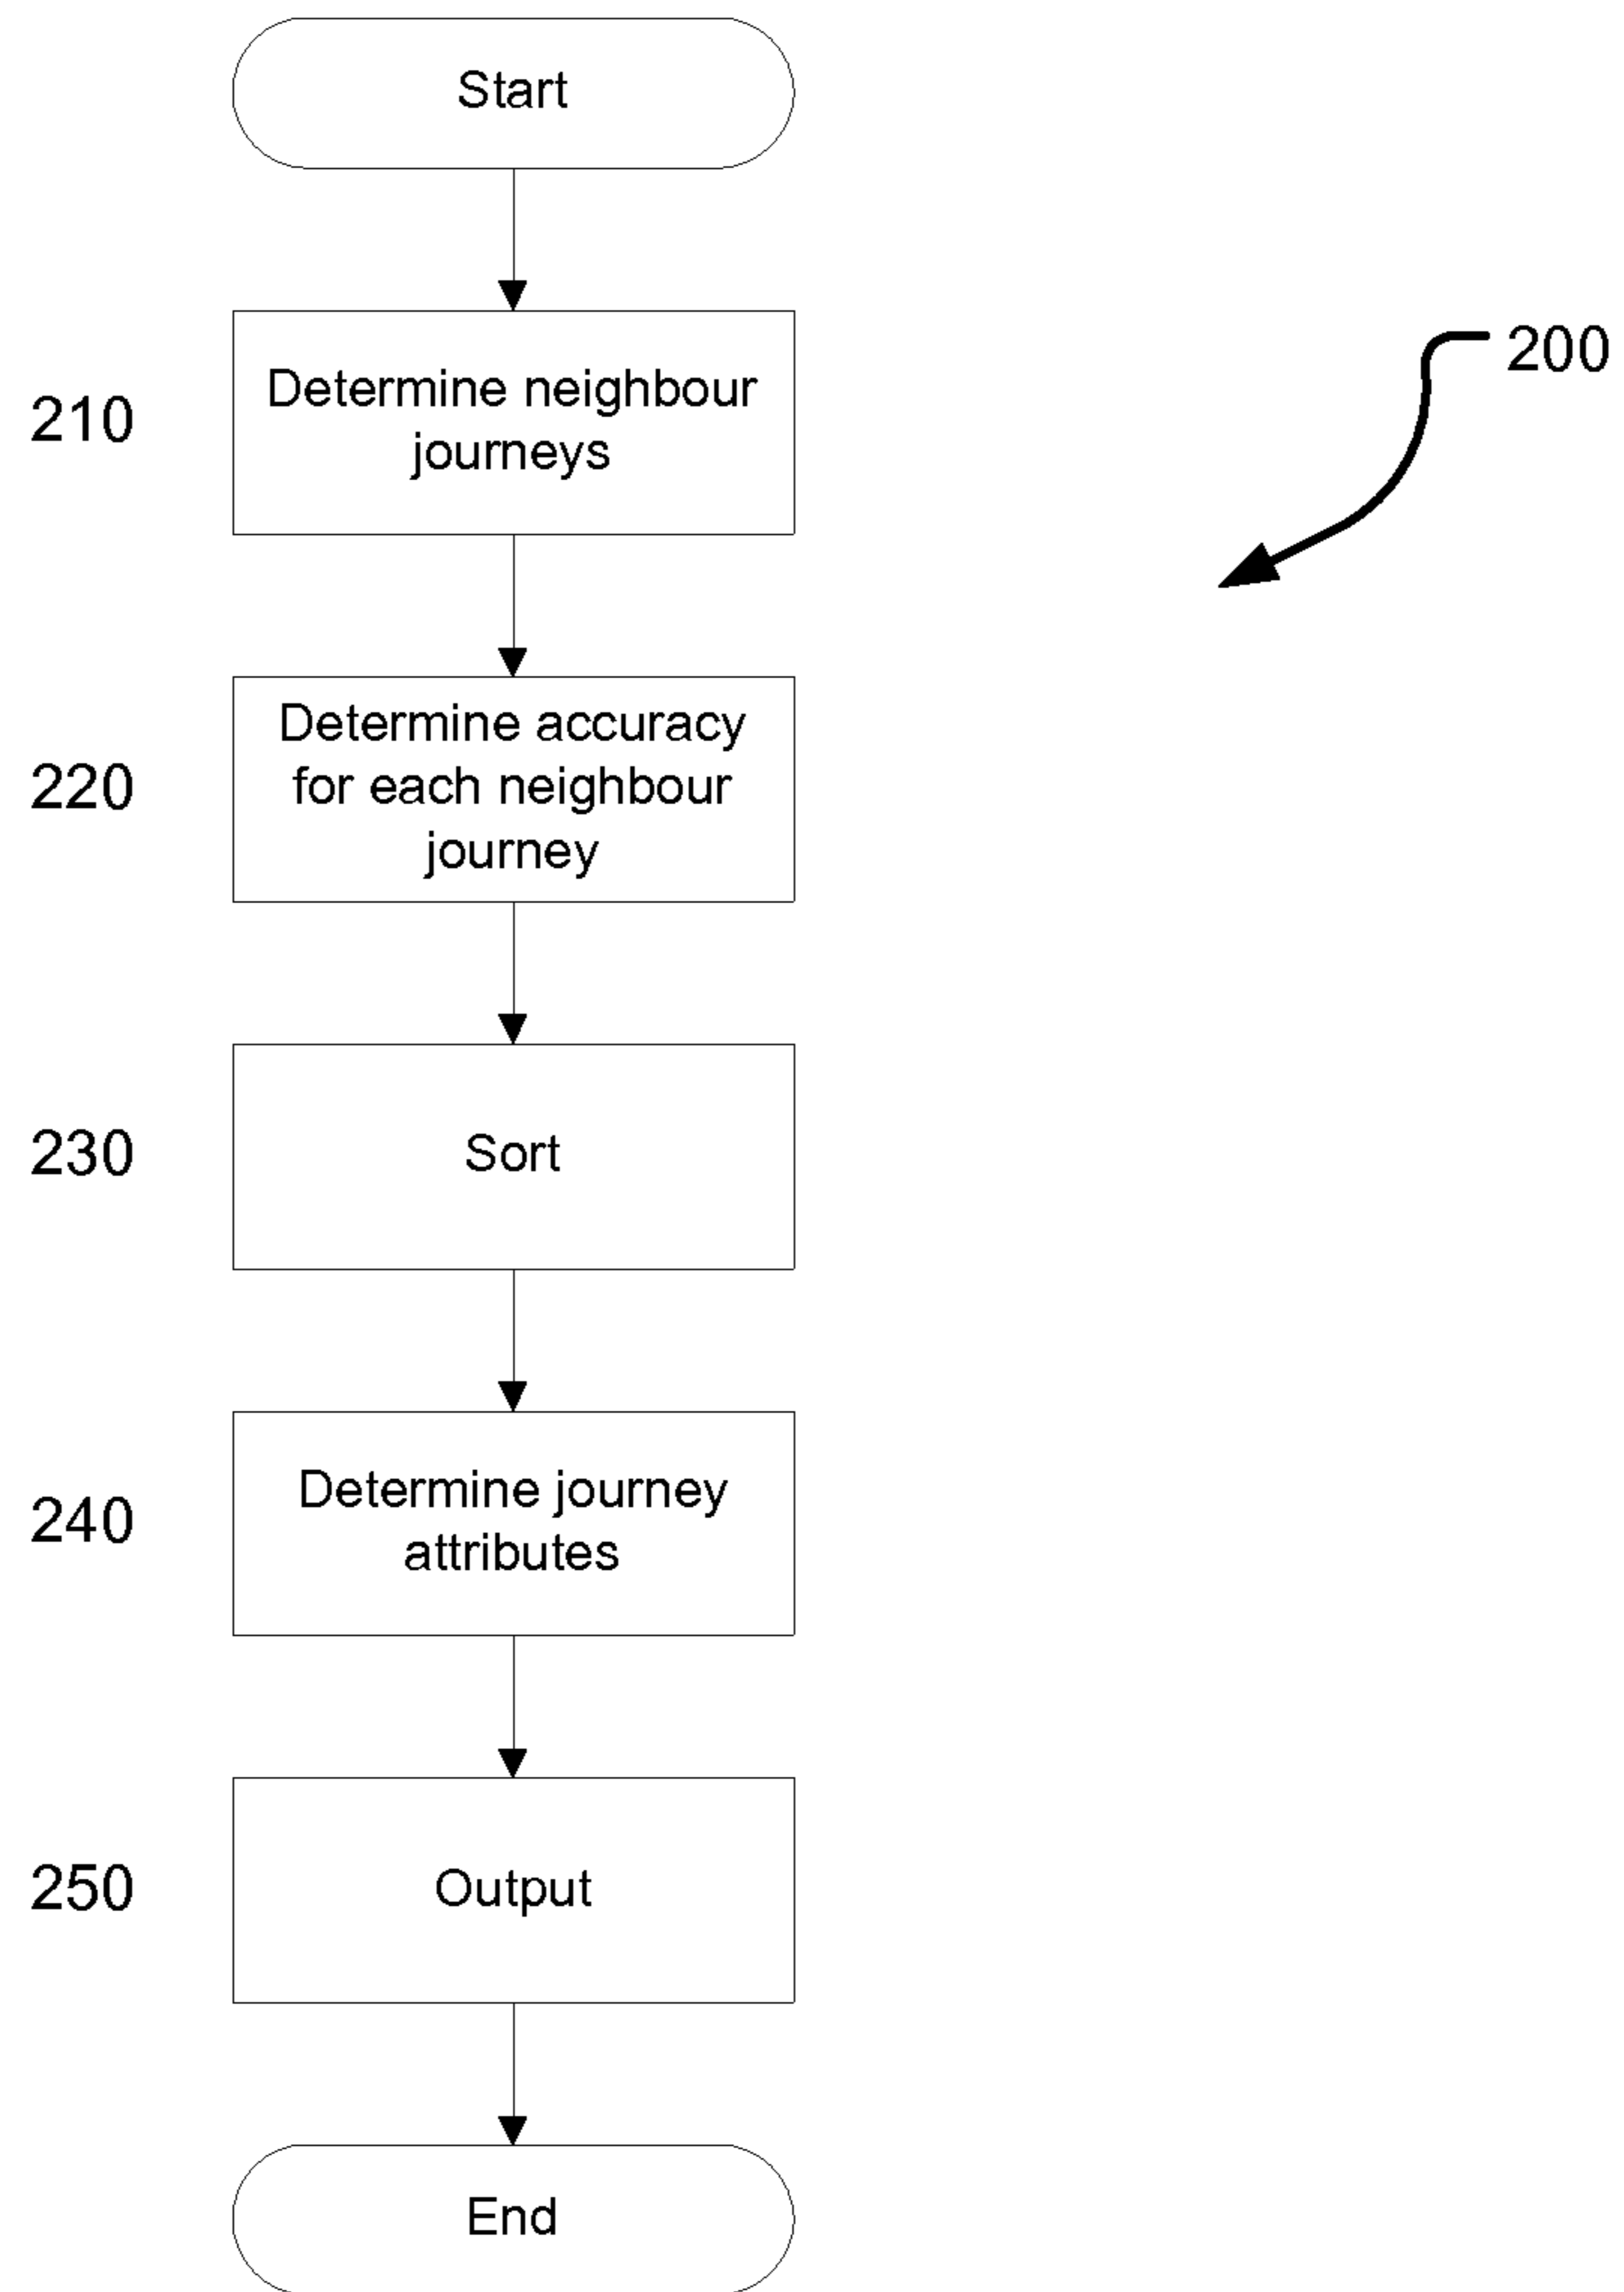 Start
210
Determine neighbour
journeys
200
220
Determine accuracy
for each neighbour
journey
230
Sort
240
Determine journey
attributes
250
Output
End